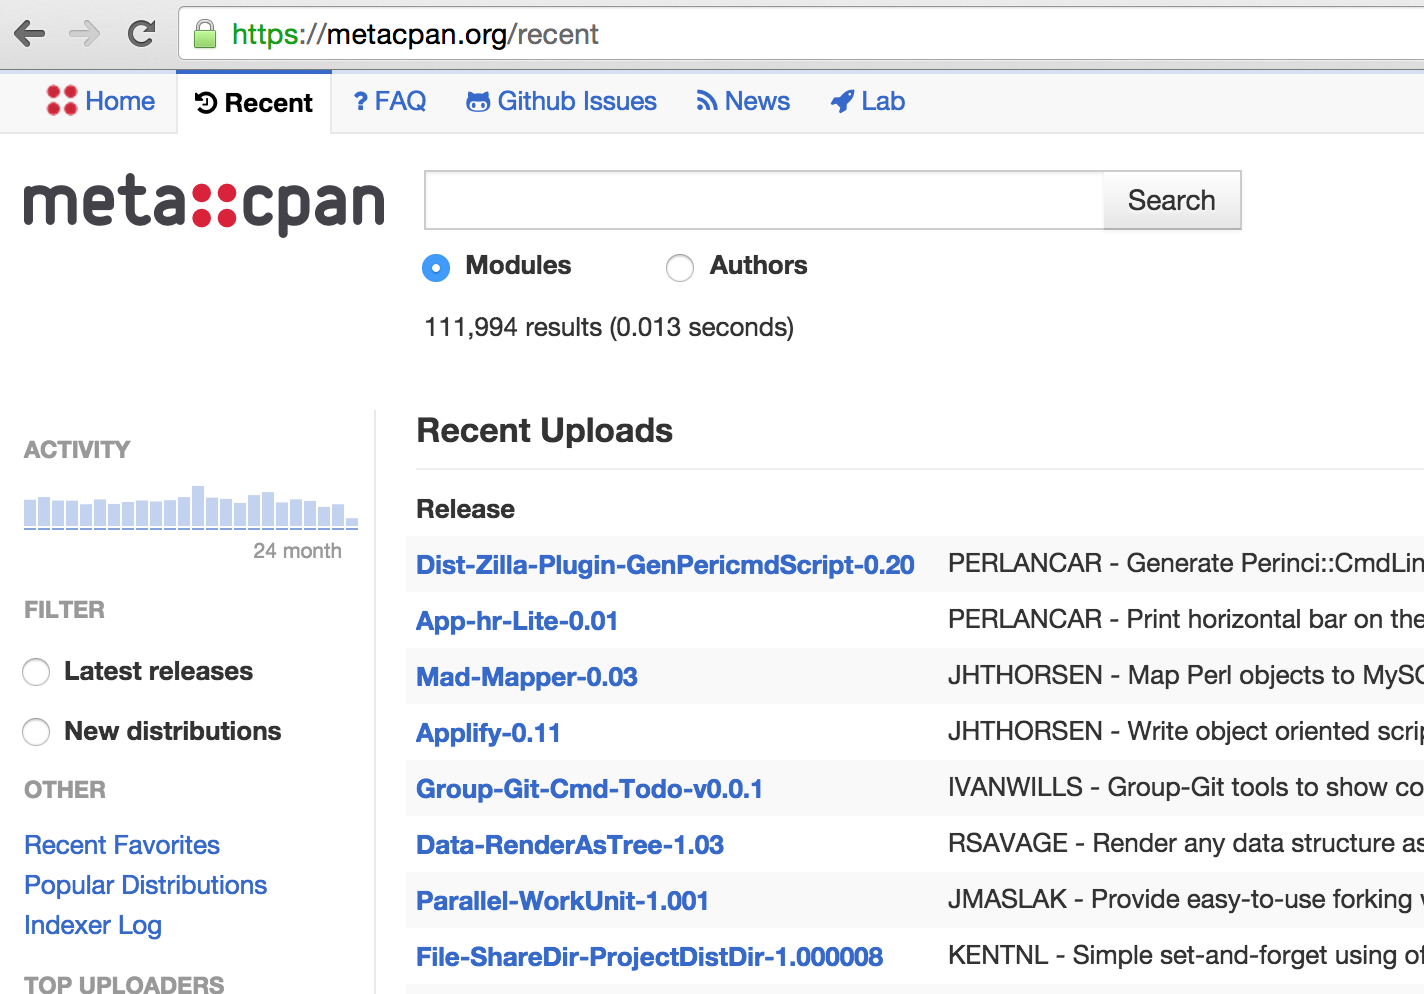 https://metacpan.org/recent
Home Recent ? FAQ Github Issues News Lab
meta::cpan
Search
Modules Authors
111,994 results (0.013 seconds)
ACTIVITY
24 month
FILTER
Latest releases
New distributions
OTHER
Recent Favorites
Popular Distributions
Indexer Log
TOP UPLOADERS
Recent Uploads
Release
Dist-Zilla-Plugin-GenPericmdScript-0.20 PERLANCAR - Generate Perinci::CmdLin
App-hr-Lite-0.01 PERLANCAR - Print horizontal bar on the
Mad-Mapper-0.03 JHTHORSEN - Map Perl objects to MySQ
Applify-0.11 JHTHORSEN - Write object oriented scrip
Group-Git-Cmd-Todo-v0.0.1 IVANWILLS - Group-Git tools to show co
Data-RenderAsTree-1.03 RSAVAGE - Render any data structure as
Parallel-WorkUnit-1.001 JMASLAK - Provide easy-to-use forking
File-ShareDir-ProjectDistDir-1.000008 KENTNL - Simple set-and-forget using of